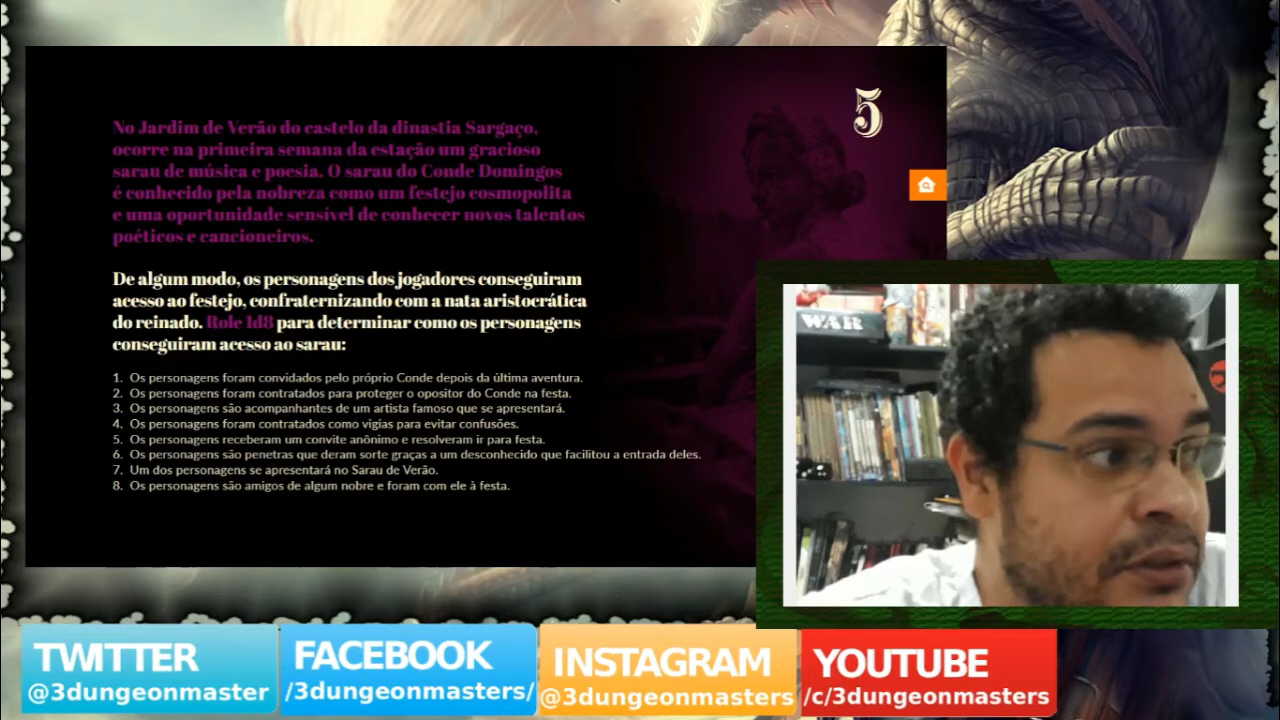 5
No Jardim de Verão do castelo da dinastia Sargaço,
ocorre na primeira semana da estação um gracioso
sarau de música e poesia. O sarau do Conde Domingos
é conhecido pela nobreza como um festejo cosmopolita
e uma oportunidade sensível de conhecer novos talentos
poéticos e cancioneiros.
De algum modo, os personagens dos jogadores conseguiram
acesso ao festejo, confraternizando com a nata aristocrática
do reinado. Role 1d8 para determinar como os personagens
conseguiram acesso ao sarau:
1. Os personagens foram convidados pelo próprio Conde depois da última aventura.
2. Os personagens foram contratados para proteger o opositor do Conde na festa.
3. Os personagens são acompanhantes de um artista famoso que se apresentará.
4. Os personagens foram contratados como vigias para evitar confusões.
5. Os personagens receberam um convite anônimo e resolveram ir para festa.
6. Os personagens são penetras que deram sorte graças a um desconhecido que facilitou a entrada deles.
7. Um dos personagens se apresentará no Sarau de Verão.
8. Os personagens são amigos de algum nobre e foram com ele à festa.
WAR
TWITTER
@3dungeonmaster
FACEBOOK
/3dungeonmasters/
INSTAGRAM
@3dungeonmasters
YOUTUBE
/c/3dungeonmasters